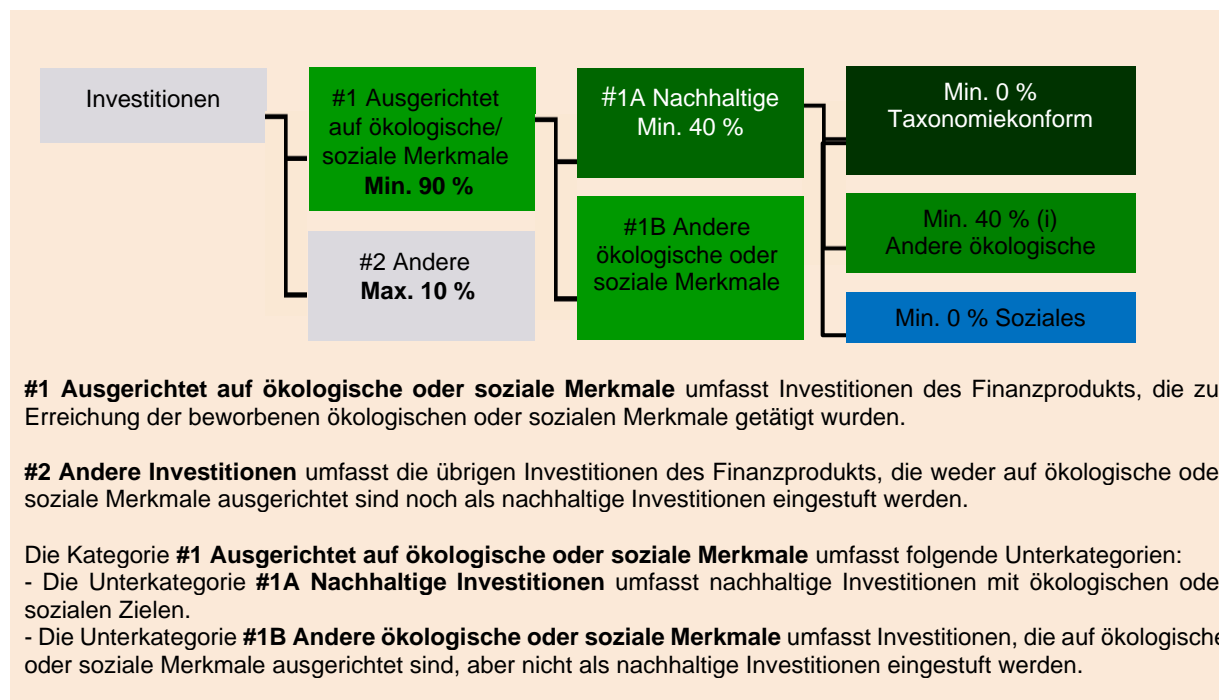 Investitionen
#1 Ausgerichtet
auf ökologische/
soziale Merkmale
Min. 90 %
#2 Andere
Max. 10 %
#1A Nachhaltige
Min. 40 %
#1B Andere
ökologische oder
soziale Merkmale
Min. 0 %
Taxonomiekonform
Min. 40 % (i)
Andere ökologische
Min. 0 % Soziales
#1 Ausgerichtet auf ökologische oder soziale Merkmale umfasst Investitionen des Finanzprodukts, die zu
Erreichung der beworbenen ökologischen oder sozialen Merkmale getätigt wurden.
#2 Andere Investitionen umfasst die übrigen Investitionen des Finanzprodukts, die weder auf ökologische ode
soziale Merkmale ausgerichtet sind noch als nachhaltige Investitionen eingestuft werden.
Die Kategorie #1 Ausgerichtet auf ökologische oder soziale Merkmale umfasst folgende Unterkategorien:
- Die Unterkategorie #1A Nachhaltige Investitionen umfasst nachhaltige Investitionen mit ökologischen ode
sozialen Zielen.
- Die Unterkategorie #1B Andere ökologische oder soziale Merkmale umfasst Investitionen, die auf ökologische
oder soziale Merkmale ausgerichtet sind, aber nicht als nachhaltige Investitionen eingestuft werden.